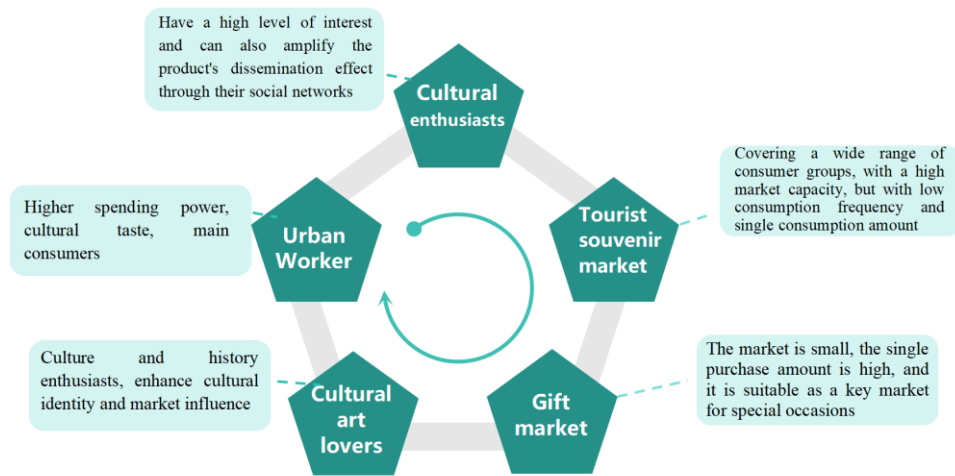 Have a high level of interest
and can also amplify the
product's dissemination effect
through their social networks
Cultural
enthusiasts
Covering a wide range of
consumer groups, with a high
market capacity, but with low
consumption frequency and
single consumption amount
Tourist
souvenir
market
Higher spending power,
cultural taste, main
consumers
Urban
Worker
Culture and history
enthusiasts, enhance cultural
identity and market influence
Cultural
art
lovers
Gift
market
The market is small, the single
purchase amount is high, and
it is suitable as a key market
for special occasions